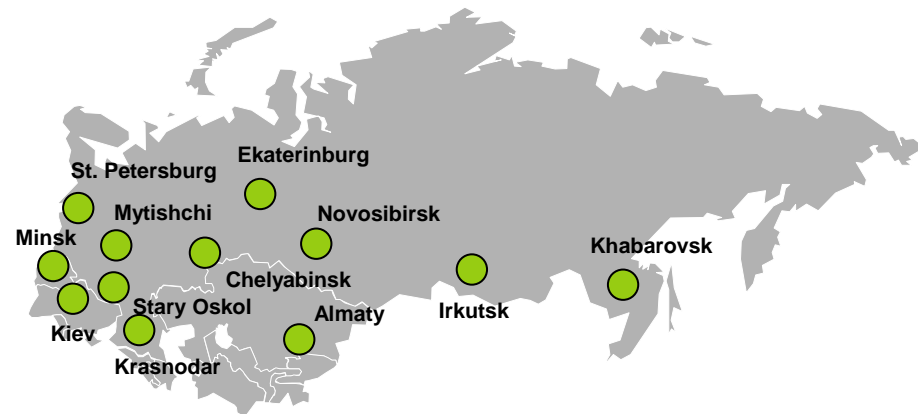 Ekaterinburg
St. Petersburg
Mytishchi
Novosibirsk
Minsk
Khabarovsk
Chelyabinsk
Stary Oskol
Almaty
Irkutsk
Kiev
Krasnodar